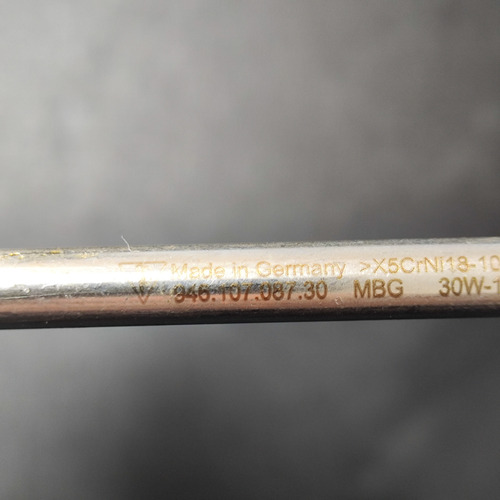 Made in Germany >X5CrNi18-10
946.107.087.30 MBG 30W-1